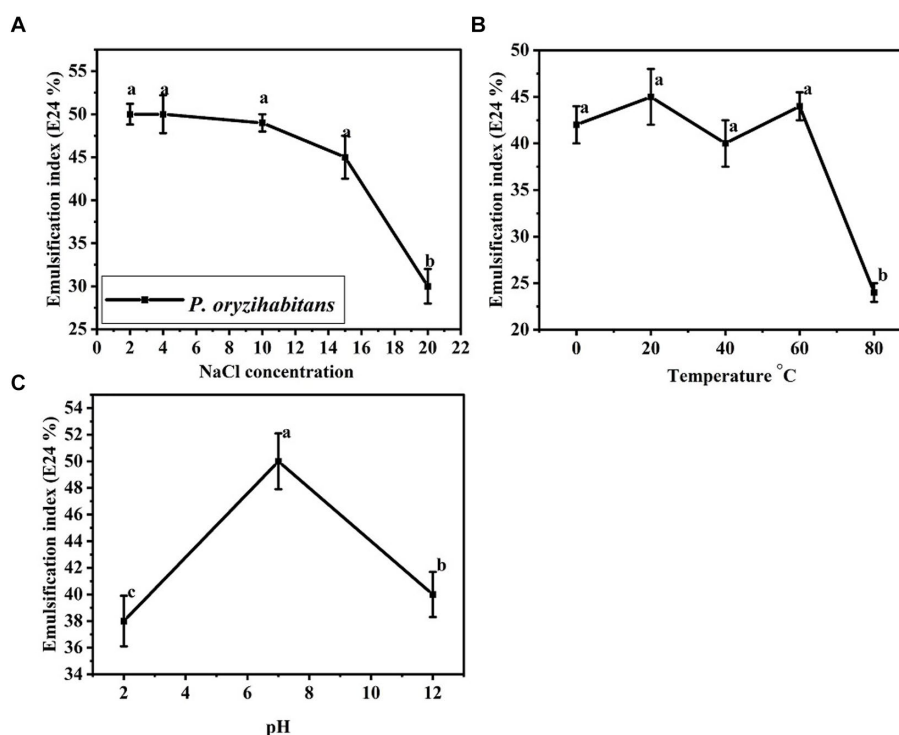 A
Emulsification index (E24 %)
55
50
45
40
35
30
25
a
a
a
a
b
P. oryzihabitans
0 2 4 6 8 10 12 14 16 18 20 22
NaCl concentration
B
Emulsification index (E24 %)
50
45
40
35
30
25
20
a
a
a
a
b
0 20 40 60 80
Temperature °C
C
Emulsification index (E24 %)
54
52
50
48
46
44
42
40
38
36
34
c
a
b
2 4 6 8 10 12
pH